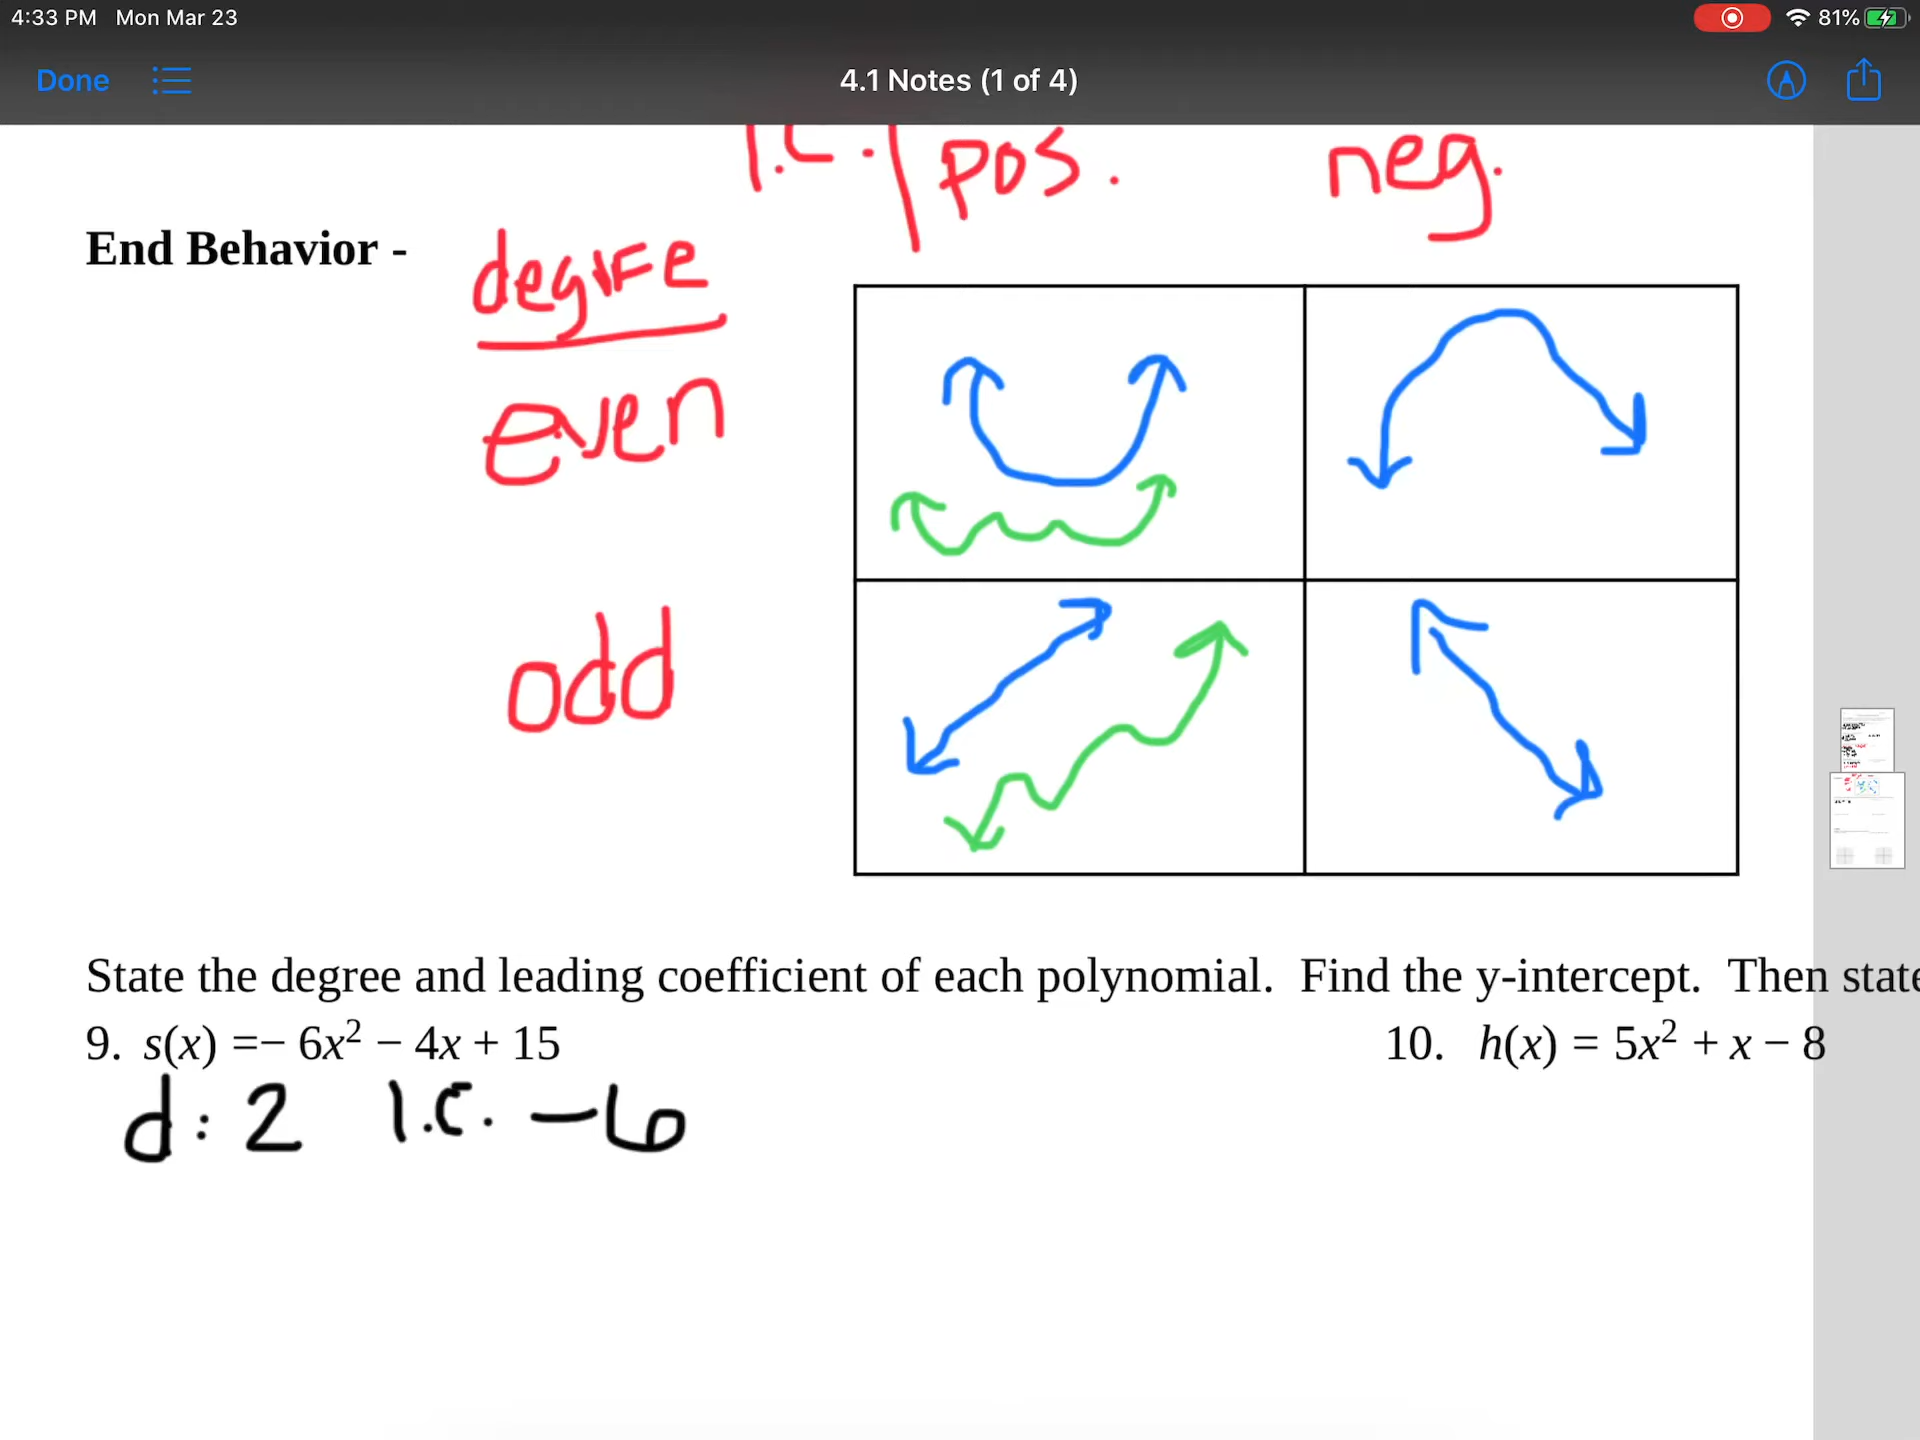 4:33 PM Mon Mar 23 81%
Done 4.1 Notes (1 of 4)
l.c. pos. neg.
End Behavior - degree
even
odd
State the degree and leading coefficient of each polynomial. Find the y-intercept. Then state
9. s(x) =− 6x² − 4x + 15 10. h(x) = 5x² + x − 8
d: 2 l.c. −6